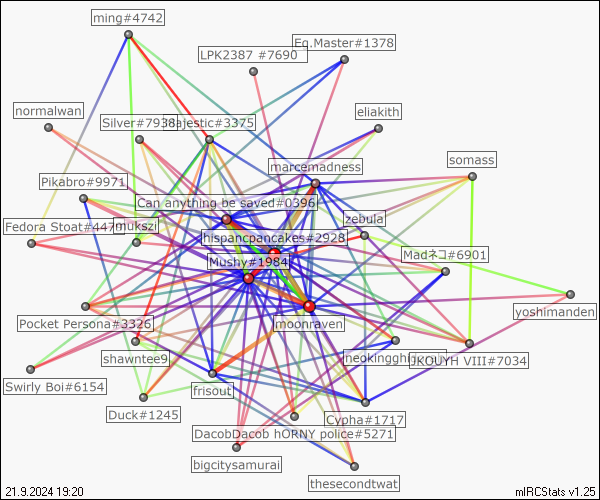 ming#4742
Eq.Master#1378
LPK2387 #7690
normalwan
eliakith
Silver#7938
ajestic#3375
somass
marcemadness
Pikabro#9971
Can anything be saved#0396
zebula
Fedora Stoat#447
mukszi
hispanicpancakes#2928
Madネコ#6901
Mushy#1984
yoshimanden
Pocket Persona#3326
moonraven
shawntee9
neokinggh
JKOUYH VIII#7034
Swirly Boi#6154
frisout
Duck#1245
Cypha#1717
DacobDacob hORNY police#5271
bigcitysamurai
thesecondtwat
21.9.2024 19:20
mIRCStats v1.25